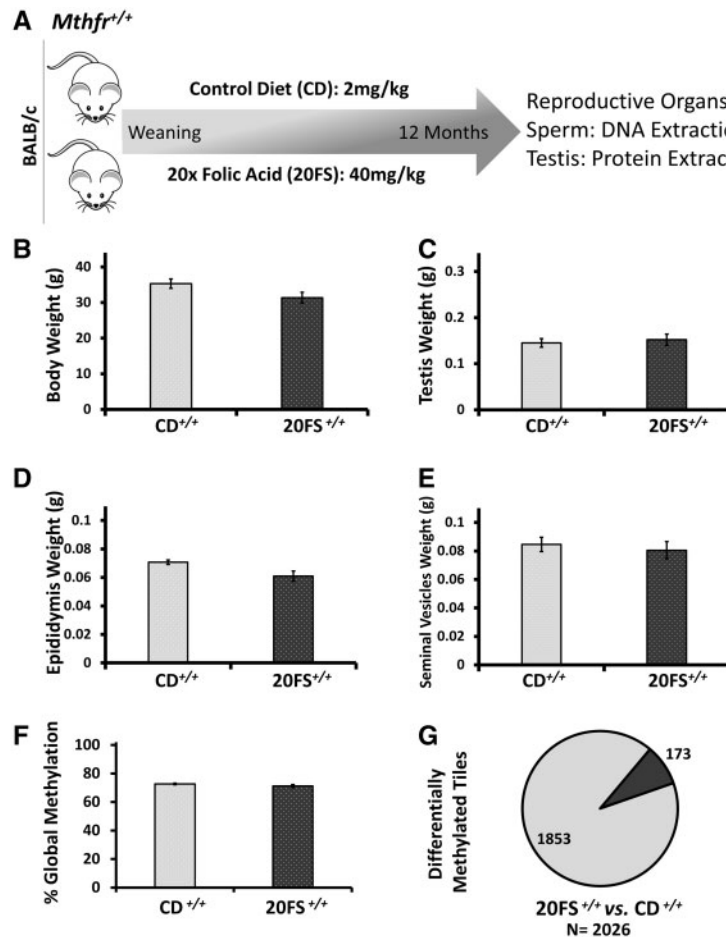 A Mthfr+/+
BALB/c
Control Diet (CD): 2mg/kg
Weaning 12 Months
20x Folic Acid (20FS): 40mg/kg
Reproductive Organs
Sperm: DNA Extractio
Testis: Protein Extrac
B
Body Weight (g)
40
30
20
10
0
CD+/+ 20FS+/+
C
Testis Weight (g)
0.3
0.2
0.1
0
CD+/+ 20FS+/+
D
Epididymis Weight (g)
0.1
0.08
0.06
0.04
0.02
0
CD+/+ 20FS+/+
E
Seminal Vesicles Weight (g)
0.1
0.08
0.06
0.04
0.02
0
CD+/+ 20FS+/+
F
% Global Methylation
100
80
60
40
20
0
CD+/+ 20FS+/+
G
Differentially
Methylated Tiles
173
1853
20FS+/+ vs. CD+/+
N= 2026